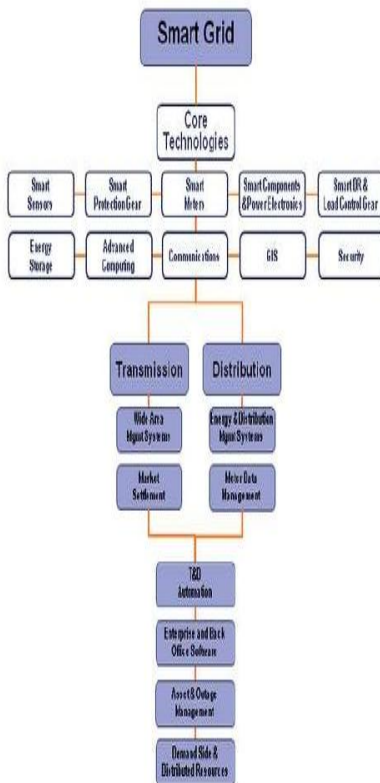 Smart Grid
Core
Technologies
Smart
Sensors
Smart
Protection Gear
Smart
Meters
Smart Components
& Power Electronics
Smart DR &
Load Control Gear
Energy
Storage
Advanced
Computing
Communications
GIS
Security
Transmission
Distribution
Wide Area
Mgmt Systems
Energy & Distribution
Mgmt Systems
Market
Settlement
Meter Data
Management
T&D
Automation
Enterprise and Back
Office Software
Asset & Outage
Management
Demand Side &
Distributed Resources